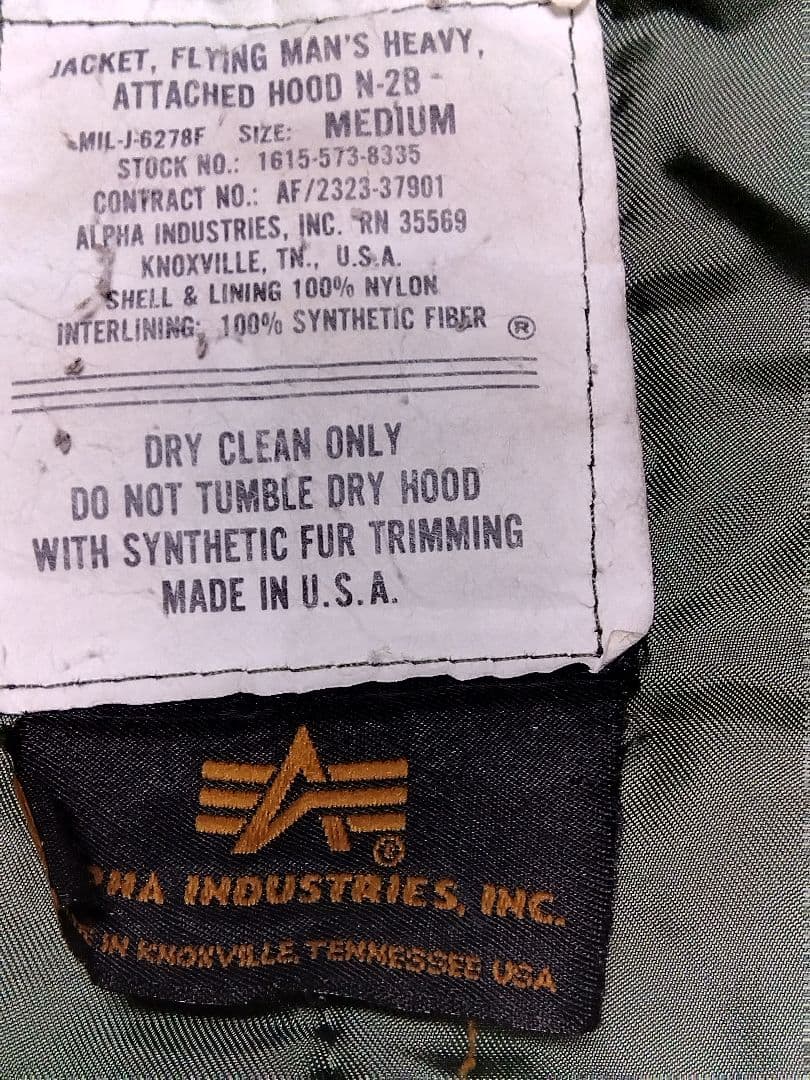 JACKET, FLYING MAN'S HEAVY,
ATTACHED HOOD N-2B
MIL-J-6278F SIZE: MEDIUM
STOCK NO.: 1615-573-8335
CONTRACT NO.: AF/2323-37901
ALPHA INDUSTRIES, INC. RN 35569
KNOXVILLE, TN., U.S.A.
SHELL & LINING 100% NYLON
INTERLINING: 100% SYNTHETIC FIBER ®
DRY CLEAN ONLY
DO NOT TUMBLE DRY HOOD
WITH SYNTHETIC FUR TRIMMING
MADE IN U.S.A.
®
PHA INDUSTRIES, INC.
E IN KNOXVILLE, TENNESSEE USA